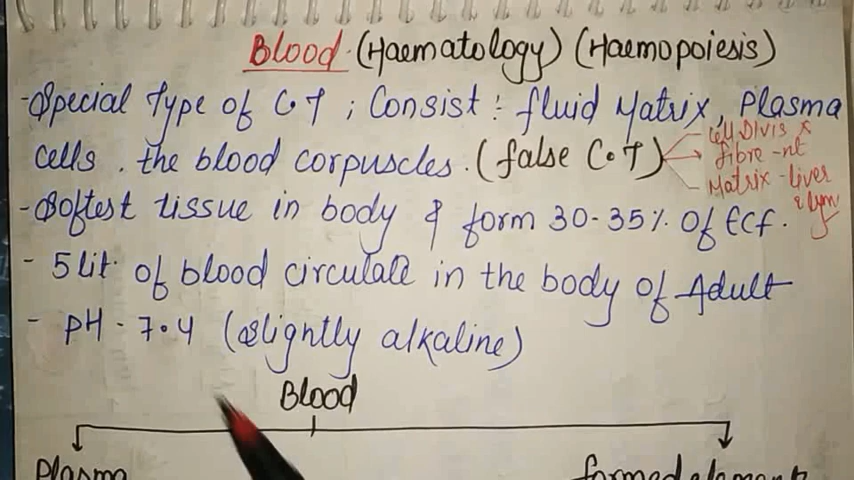 Blood (Haematology) (Haemopoiesis)
- Special Type of C.T ; Consist : fluid Matrix, Plasma
cells . the blood corpuscles. (false C.T)
Cell Divis x
fibre - nt
Matrix - liver
& lym
- Softest tissue in body & form 30-35% of ECF.
- 5 lit. of blood circulate in the body of Adult
- pH - 7.4 (slightly alkaline)
Blood
Plasma formed elements